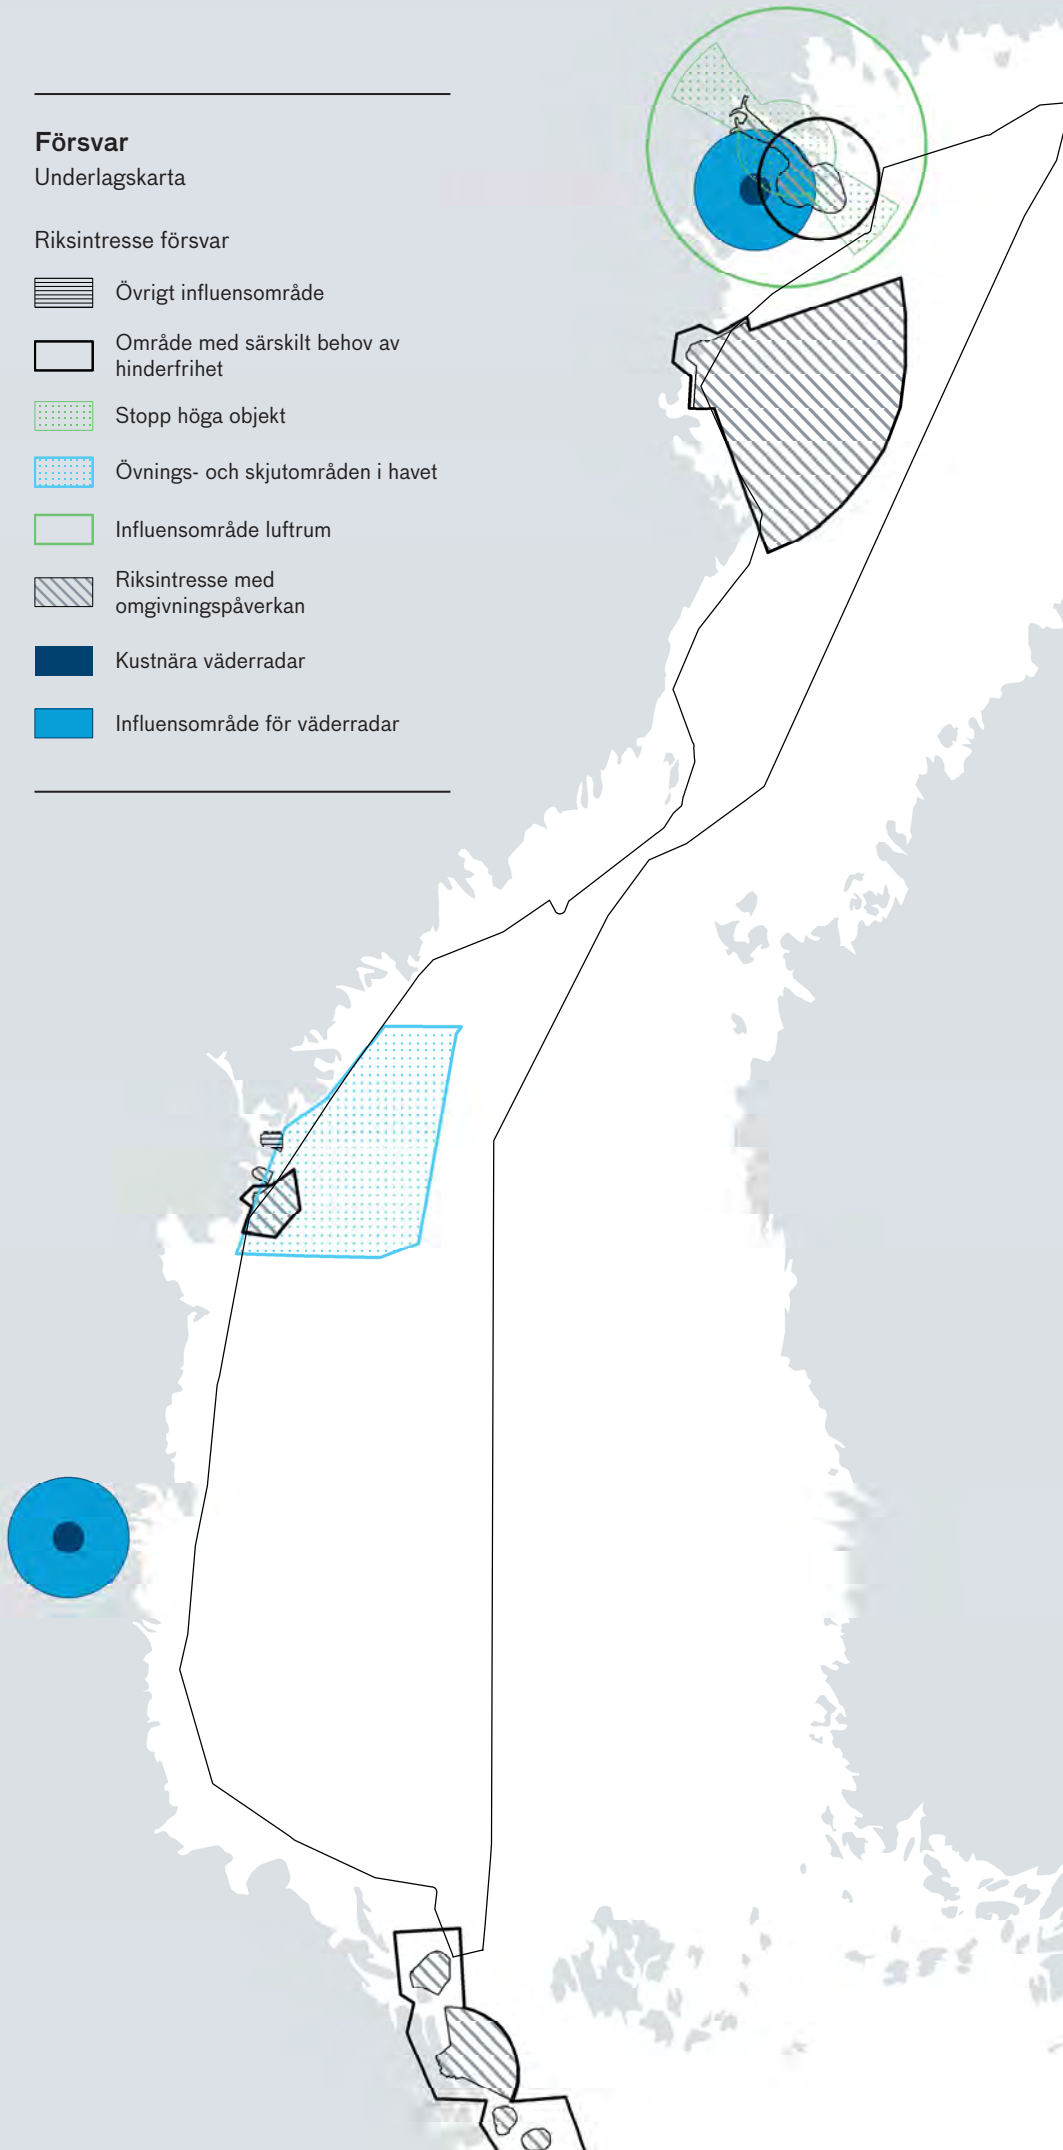 Försvar
Underlagskarta
Riksintresse försvar
Övrigt influensområde
Område med särskilt behov av
hinderfrihet
Stopp höga objekt
Övnings- och skjutområden i havet
Influensområde luftrum
Riksintresse med
omgivningspåverkan
Kustnära väderradar
Influensområde för väderradar